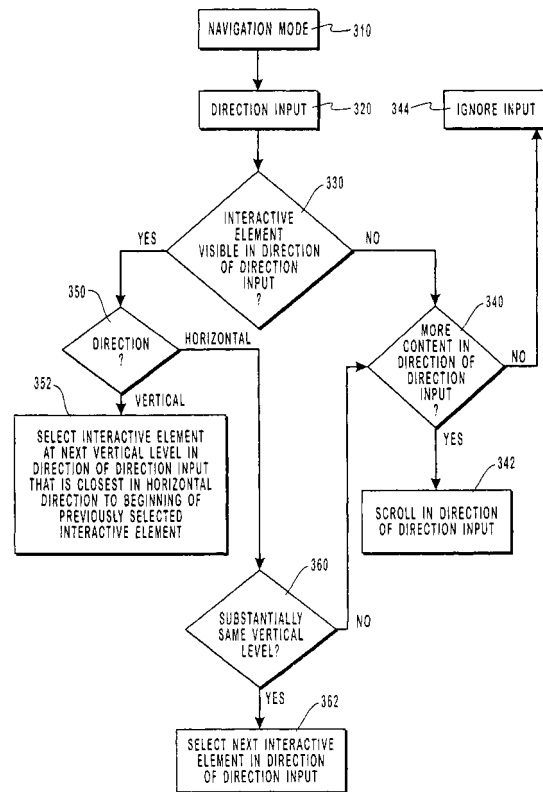 NAVIGATION MODE
310
DIRECTION INPUT
320
344
IGNORE INPUT
330
INTERACTIVE
ELEMENT
VISIBLE IN DIRECTION
OF DIRECTION
INPUT
?
YES
NO
350
DIRECTION
?
HORIZONTAL
VERTICAL
340
MORE
CONTENT IN
DIRECTION OF
DIRECTION
INPUT
?
NO
YES
352
SELECT INTERACTIVE ELEMENT
AT NEXT VERTICAL LEVEL IN
DIRECTION OF DIRECTION INPUT
THAT IS CLOSEST IN HORIZONTAL
DIRECTION TO BEGINNING OF
PREVIOUSLY SELECTED
INTERACTIVE ELEMENT
342
SCROLL IN DIRECTION
OF DIRECTION INPUT
360
SUBSTANTIALLY
SAME VERTICAL
LEVEL?
NO
YES
362
SELECT NEXT INTERACTIVE
ELEMENT IN DIRECTION
OF DIRECTION INPUT